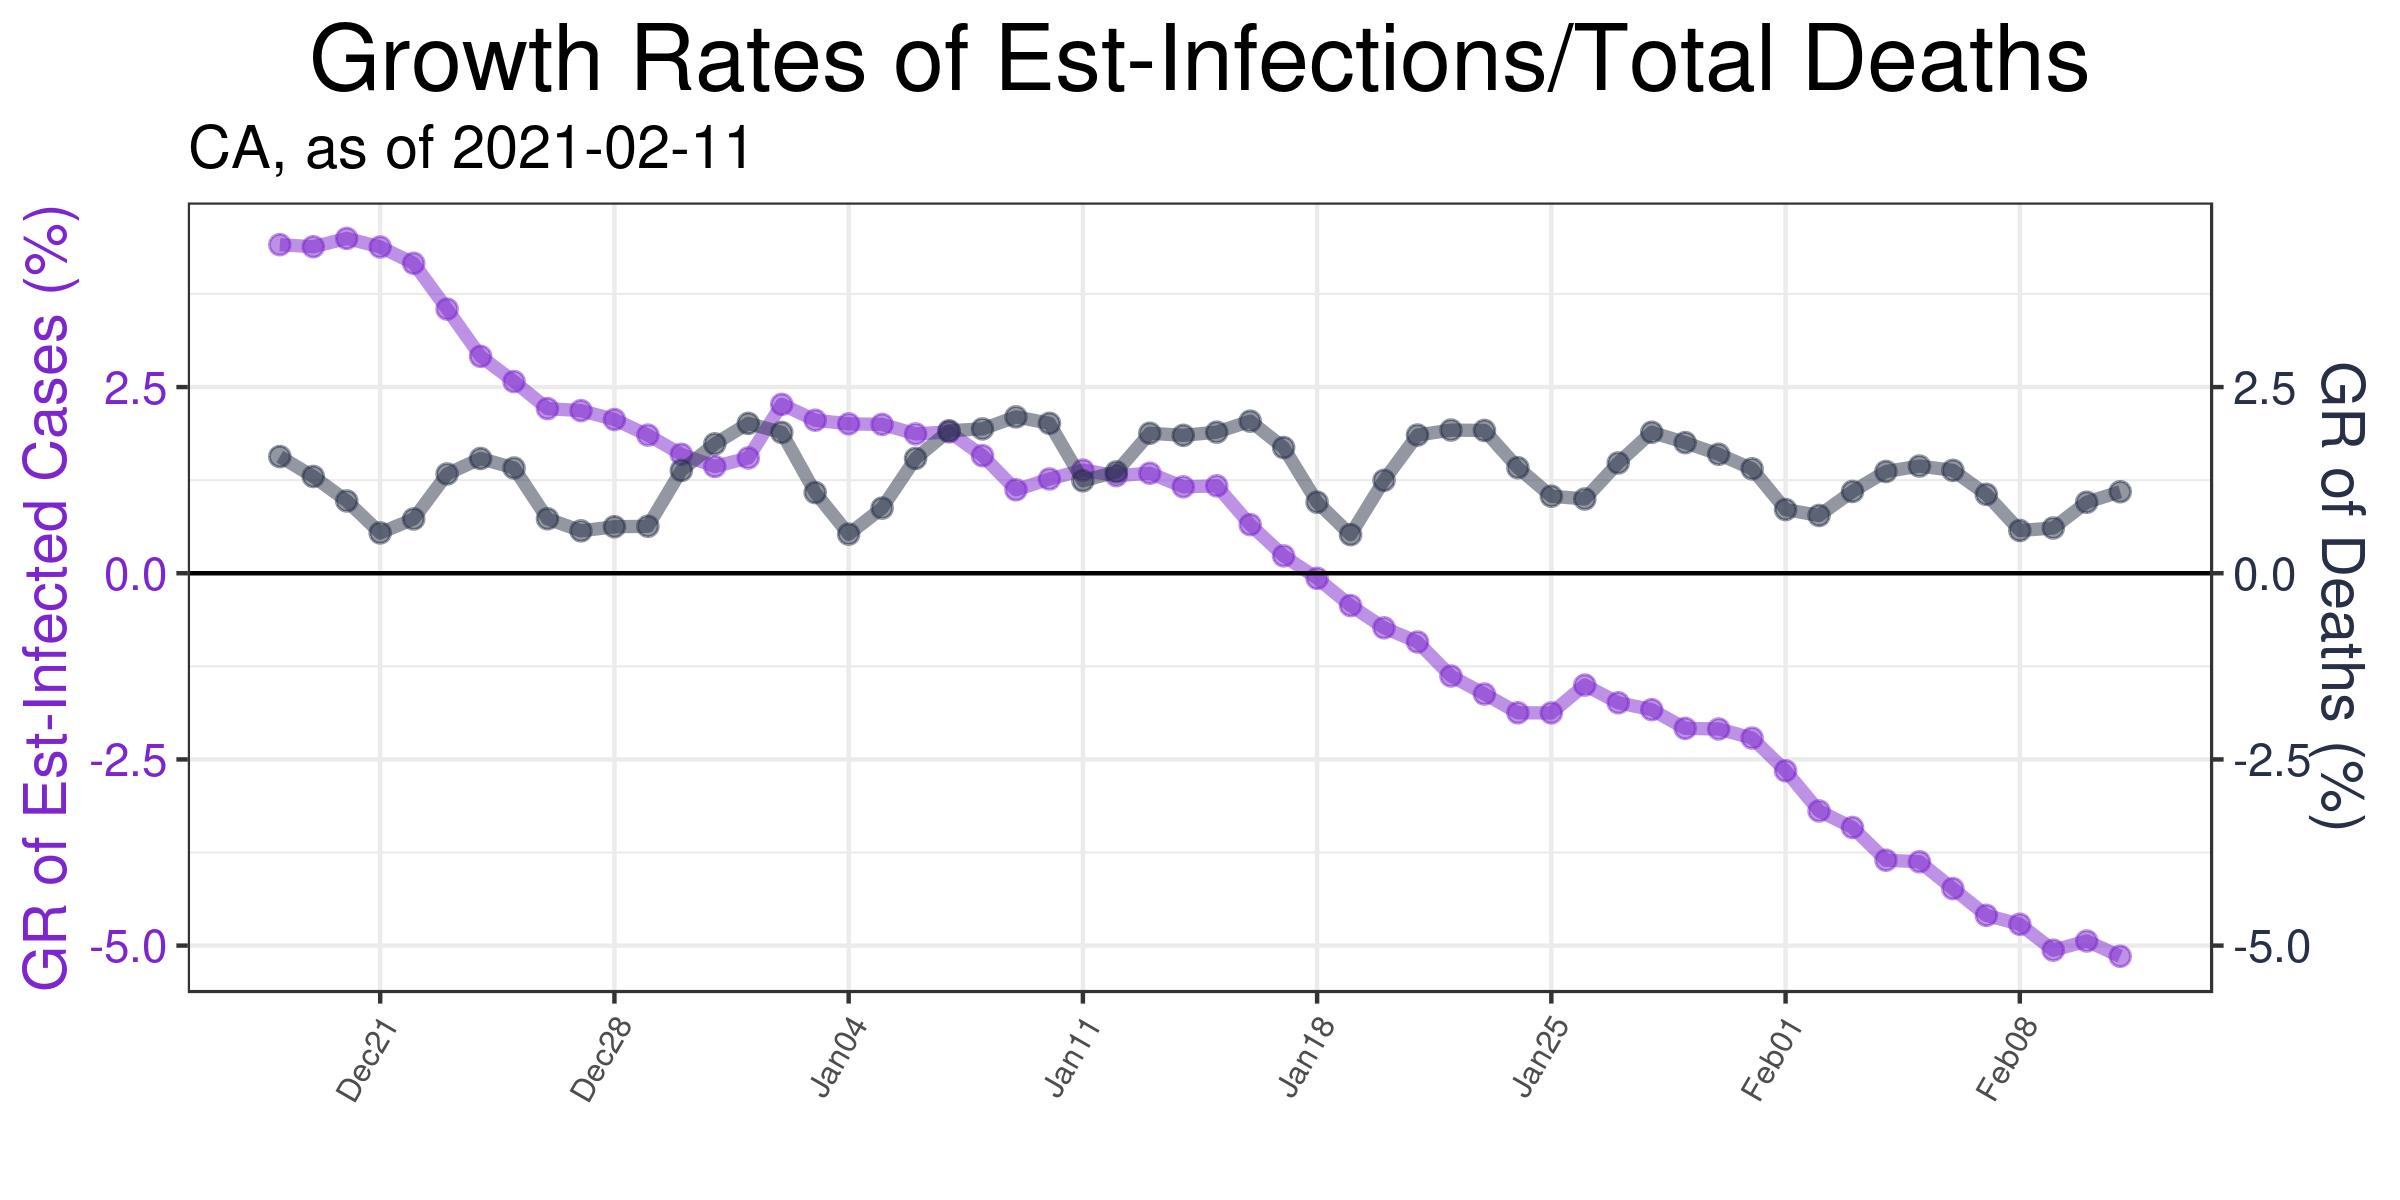 Growth Rates of Est-Infections/Total Deaths
CA, as of 2021-02-11
GR of Est-Infected Cases (%)
2.5
0.0
-2.5
-5.0
2.5
0.0
-2.5
-5.0
GR of Deaths (%)
Dec21
Dec28
Jan04
Jan11
Jan18
Jan25
Feb01
Feb08